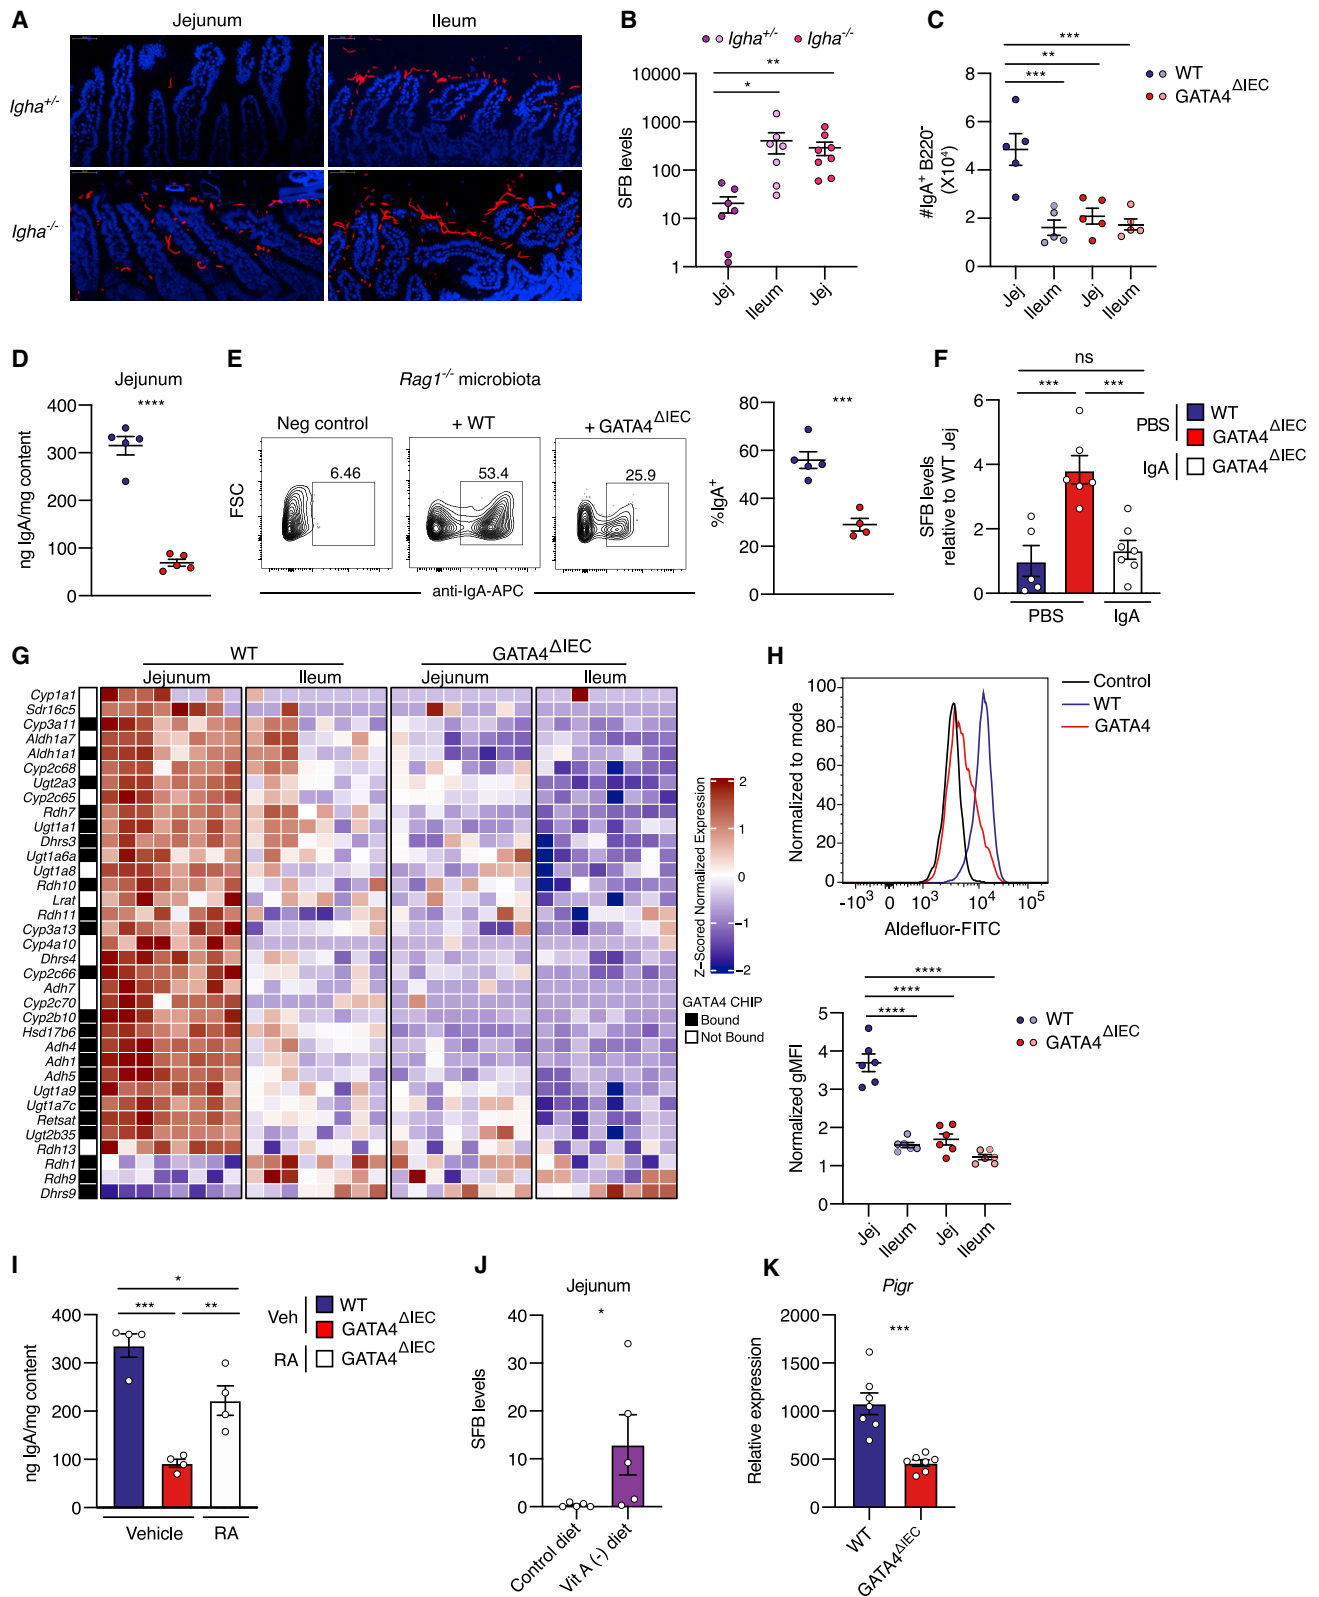 A
Jejunum
Ileum
Igha+/-
Igha-/-
B
Igha+/-
Igha-/-
**
*
10000
1000
100
10
1
SFB levels
Jej
Ileum
Jej
C
***
**
***
WT
GATA4ΔIEC
8
6
4
2
0
#IgA+ B220-
(X10⁴)
Jej
Ileum
Jej
Ileum
D
Jejunum
****
400
300
200
100
0
ng IgA/mg content
E
Rag1-/- microbiota
Neg control
+ WT
+ GATA4ΔIEC
6.46
53.4
25.9
FSC
anti-IgA-APC
***
80
60
40
20
0
%IgA+
F
ns
***
***
6
4
2
0
SFB levels
relative to WT Jej
PBS
IgA
PBS
WT
GATA4ΔIEC
IgA
GATA4ΔIEC
G
WT
GATA4ΔIEC
Jejunum
Ileum
Jejunum
Ileum
Cyp1a1
Sdr16c5
Cyp3a11
Aldh1a7
Aldh1a1
Cyp2c68
Ugt2a3
Cyp2c65
Rdh7
Ugt1a1
Dhrs3
Ugt1a6a
Ugt1a8
Rdh10
Lrat
Rdh11
Cyp3a13
Cyp4a10
Dhrs4
Cyp2c66
Adh7
Cyp2c70
Cyp2b10
Hsd17b6
Adh4
Adh1
Adh5
Ugt1a9
Ugt1a7c
Retsat
Ugt2b35
Rdh13
Rdh1
Rdh9
Dhrs9
Z-Scored Normalized Expression
2
1
0
−1
−2
GATA4 CHIP
Bound
Not Bound
H
Control
WT
GATA4
100
80
60
40
20
0
Normalized to mode
-10³
0
10³
10⁴
10⁵
Aldefluor-FITC
****
****
****
WT
GATA4ΔIEC
5
4
3
2
1
0
Normalized gMFI
Jej
Ileum
Jej
Ileum
I
*
***
**
400
300
200
100
0
ng IgA/mg content
Vehicle
RA
Veh
WT
GATA4ΔIEC
RA
GATA4ΔIEC
J
Jejunum
*
40
30
20
10
0
SFB levels
Control diet
Vit A (-) diet
K
Pigr
***
2000
1500
1000
500
0
Relative expression
WT
GATA4ΔIEC